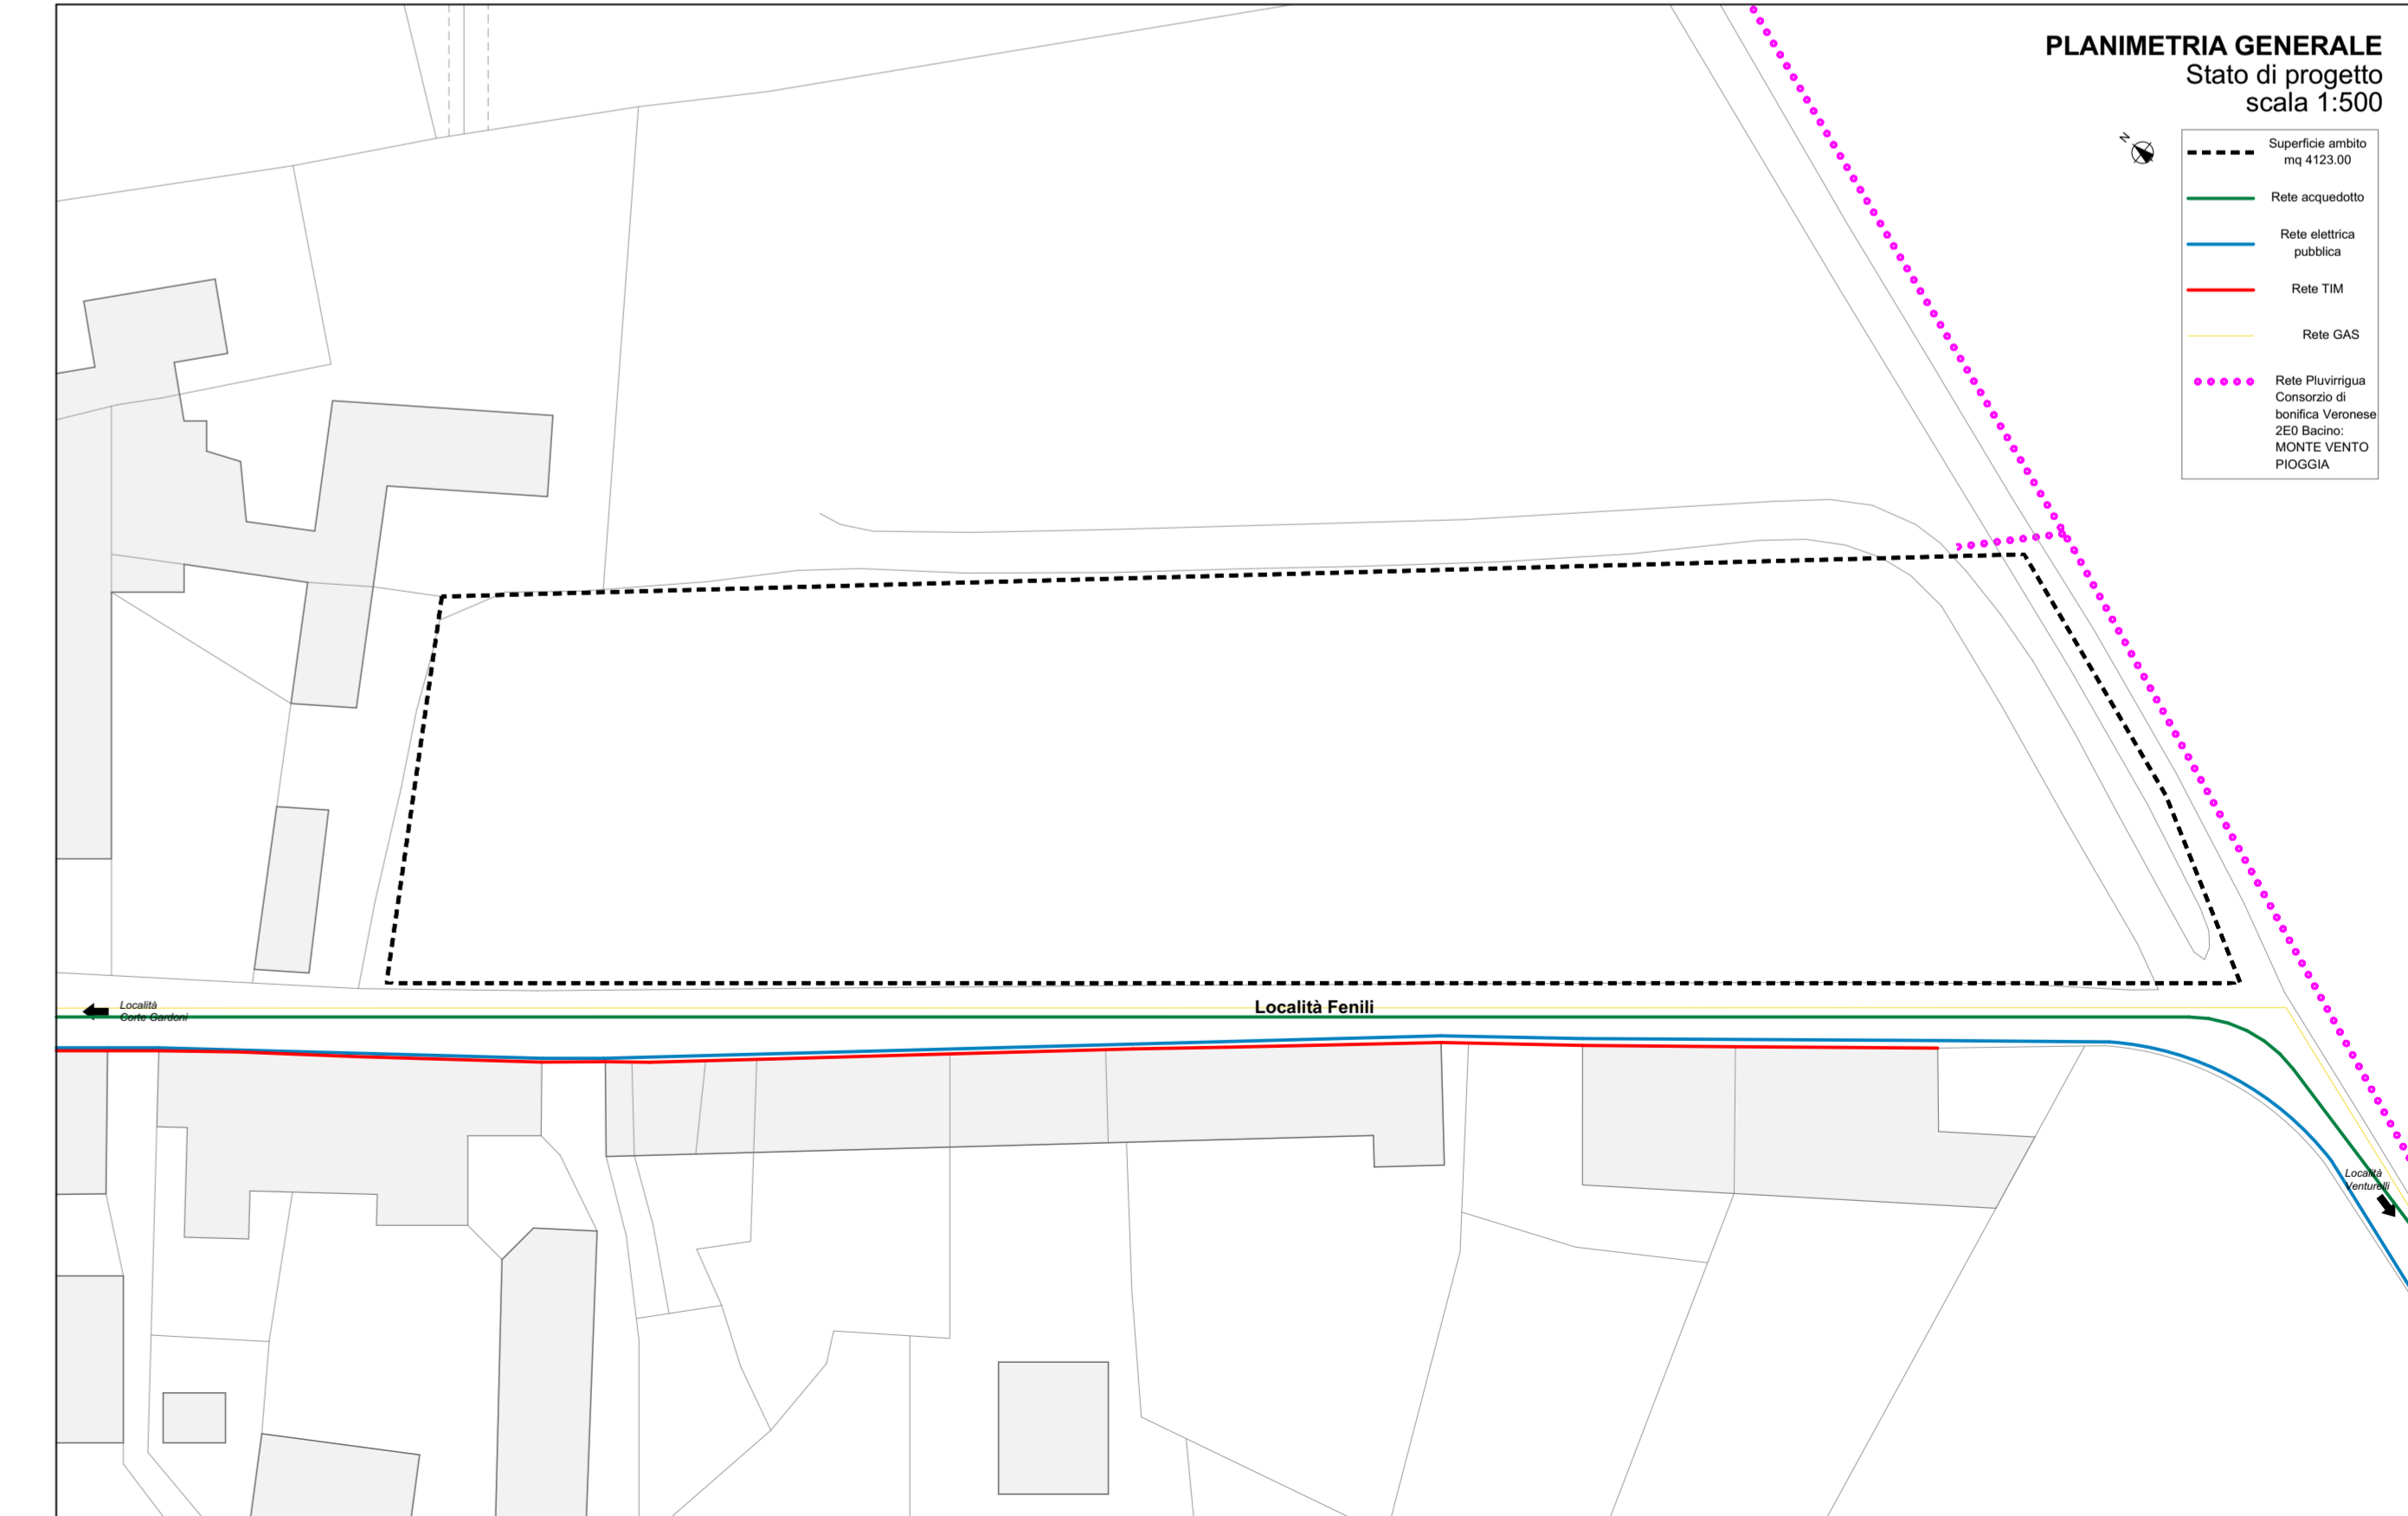 PLANIMETRIA GENERALE
Stato di progetto
scala 1:500
N
Superficie ambito
mq 4123.00
Rete acquedotto
Rete elettrica
pubblica
Rete TIM
Rete GAS
Rete Pluvirrigua
Consorzio di
bonifica Veronese
2E0 Bacino:
MONTE VENTO
PIOGGIA
Località
Corte Gardoni
Località Fenili
Località
Venturelli